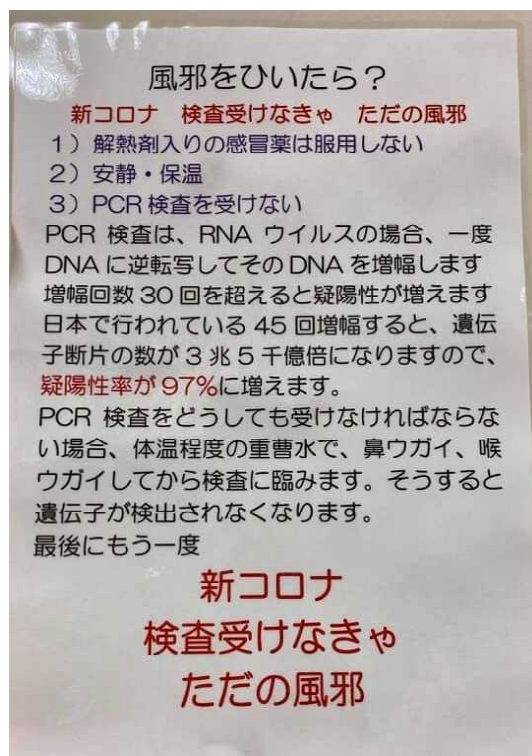 風邪をひいたら？
新コロナ 検査受けなきゃ ただの風邪
1）解熱剤入りの感冒薬は服用しない
2）安静・保温
3）PCR 検査を受けない
PCR 検査は、RNA ウイルスの場合、一度
DNA に逆転写してその DNA を増幅します
増幅回数 30 回を超えると疑陽性が増えます
日本で行われている 45 回増幅すると、遺伝
子断片の数が 3 兆 5 千億倍になりますので、
疑陽性率が 97%に増えます。
PCR 検査をどうしても受けなければならな
い場合、体温程度の重曹水で、鼻ウガイ、喉
ウガイしてから検査に臨みます。そうすると
遺伝子が検出されなくなります。
最後にもう一度
新コロナ
検査受けなきゃ
ただの風邪